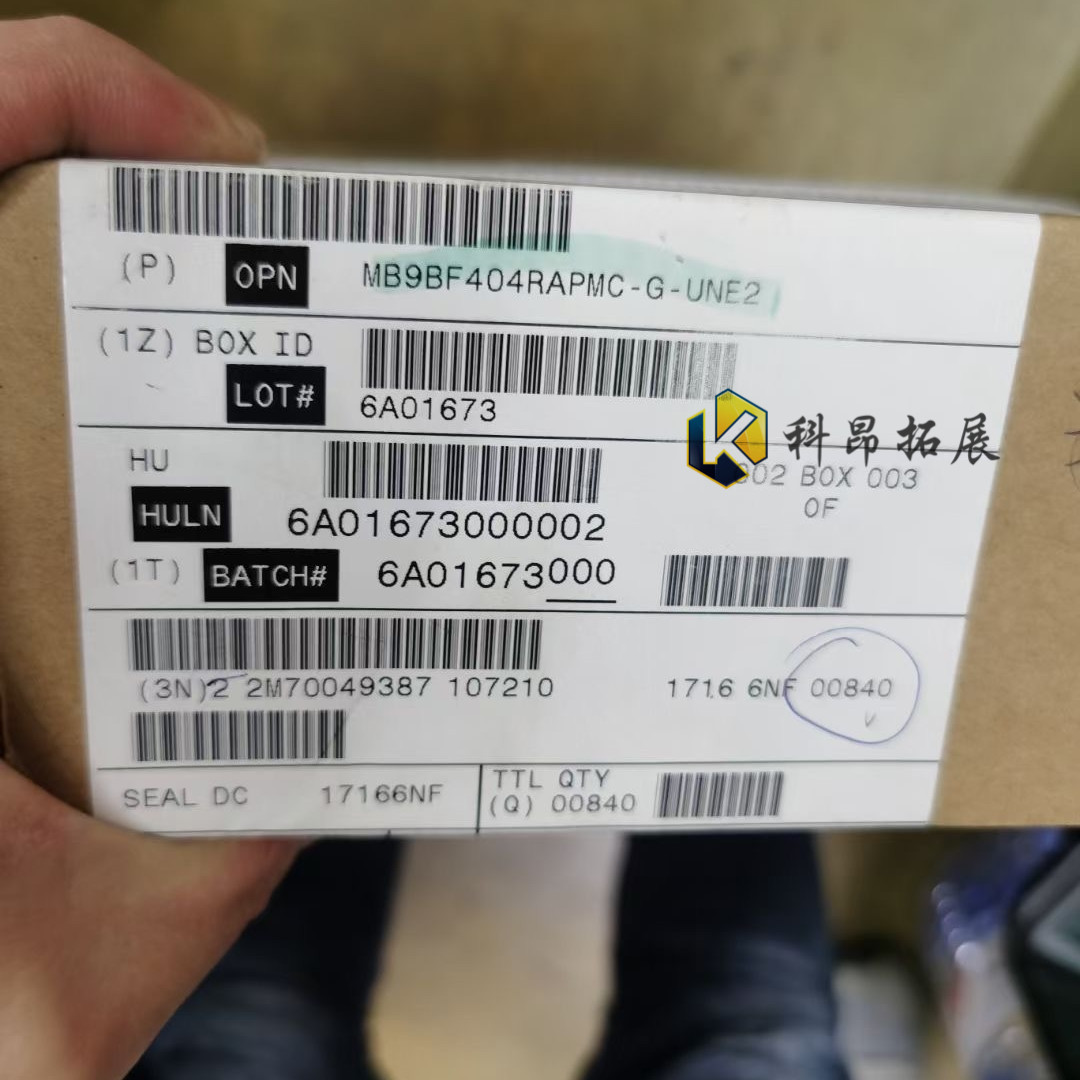 (P) OPN MB9BF404RAPMC-G-UNE2
(1Z) BOX ID
LOT# 6A01673
科昂拓展
HU
002 BOX 003
OF
HULN 6A01673000002
(1T) BATCH# 6A01673000
(3N)2 2M70049387 107210
1716 6NF 00840
SEAL DC 17166NF
TTL QTY
(Q) 00840